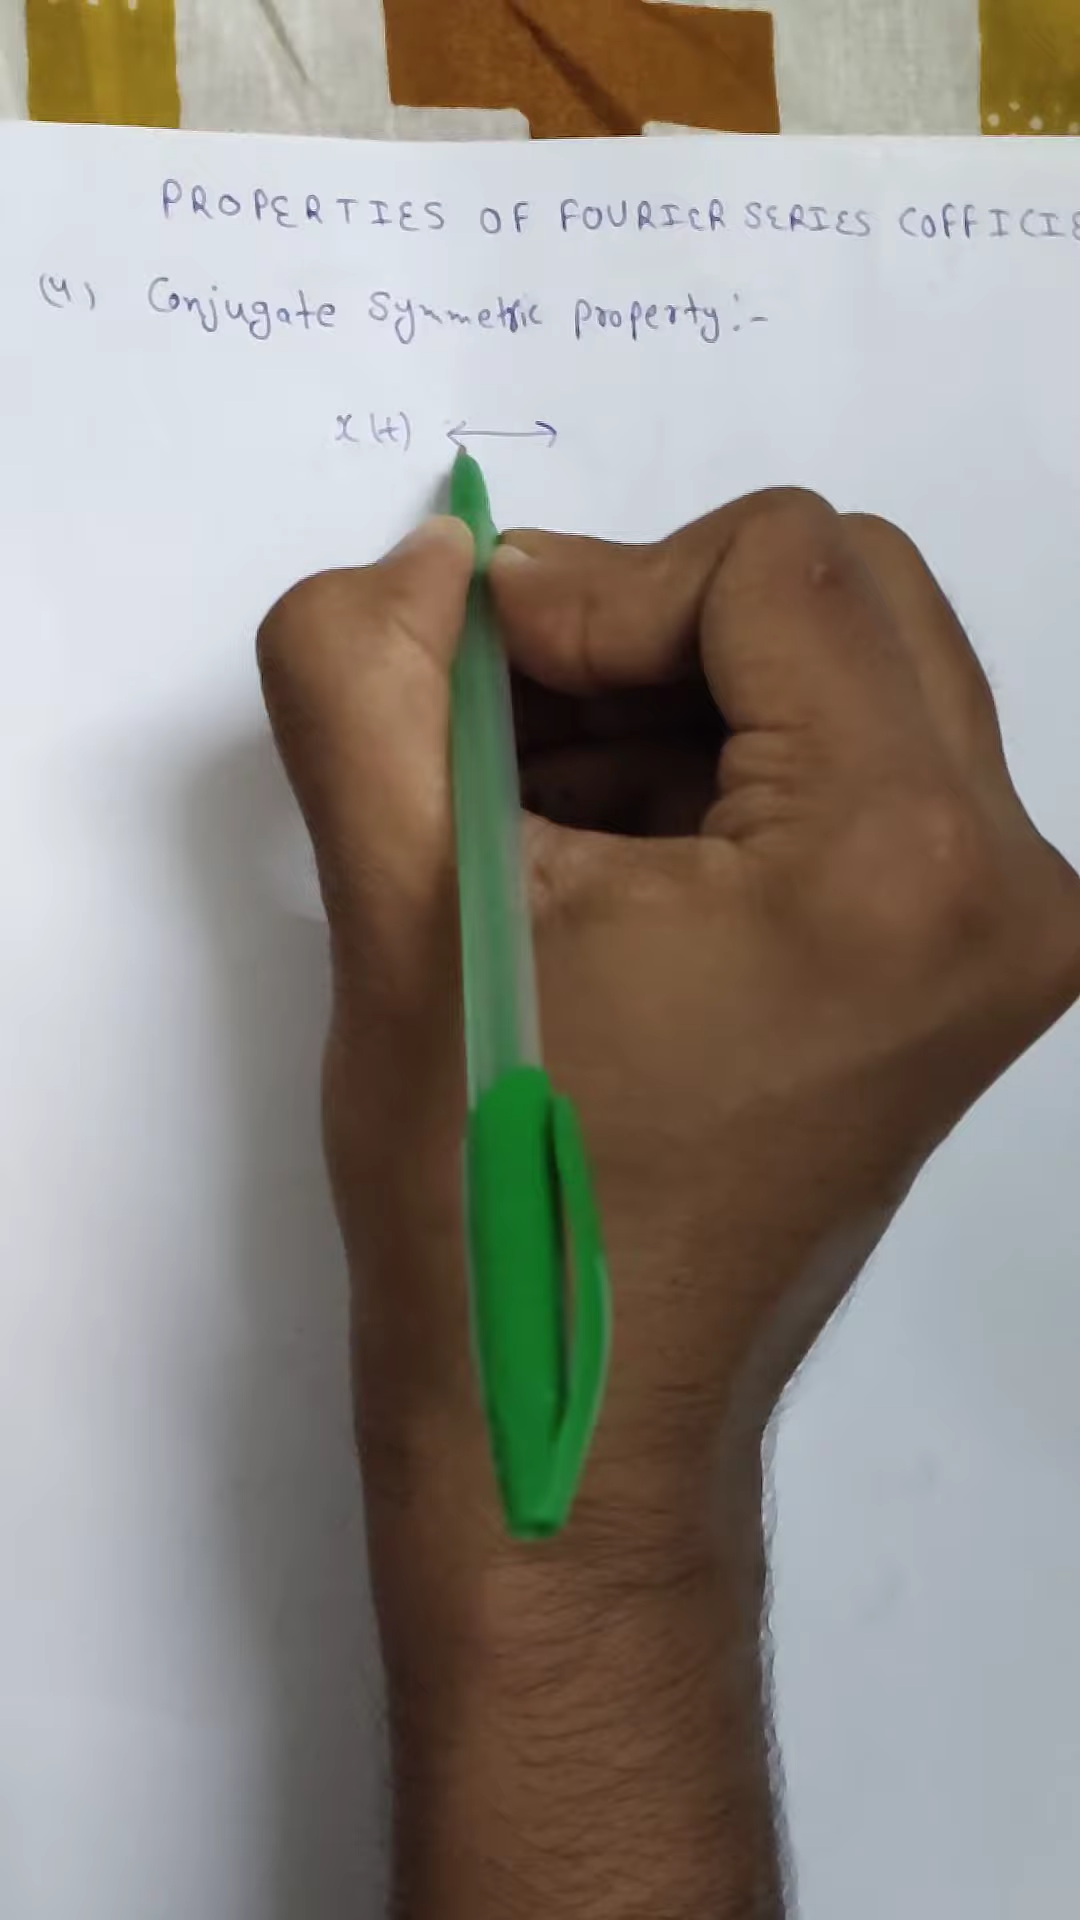 PROPERTIES OF FOURIER SERIES COFFICIE
(4) Conjugate Symmetric property:-
x(t) ⟷